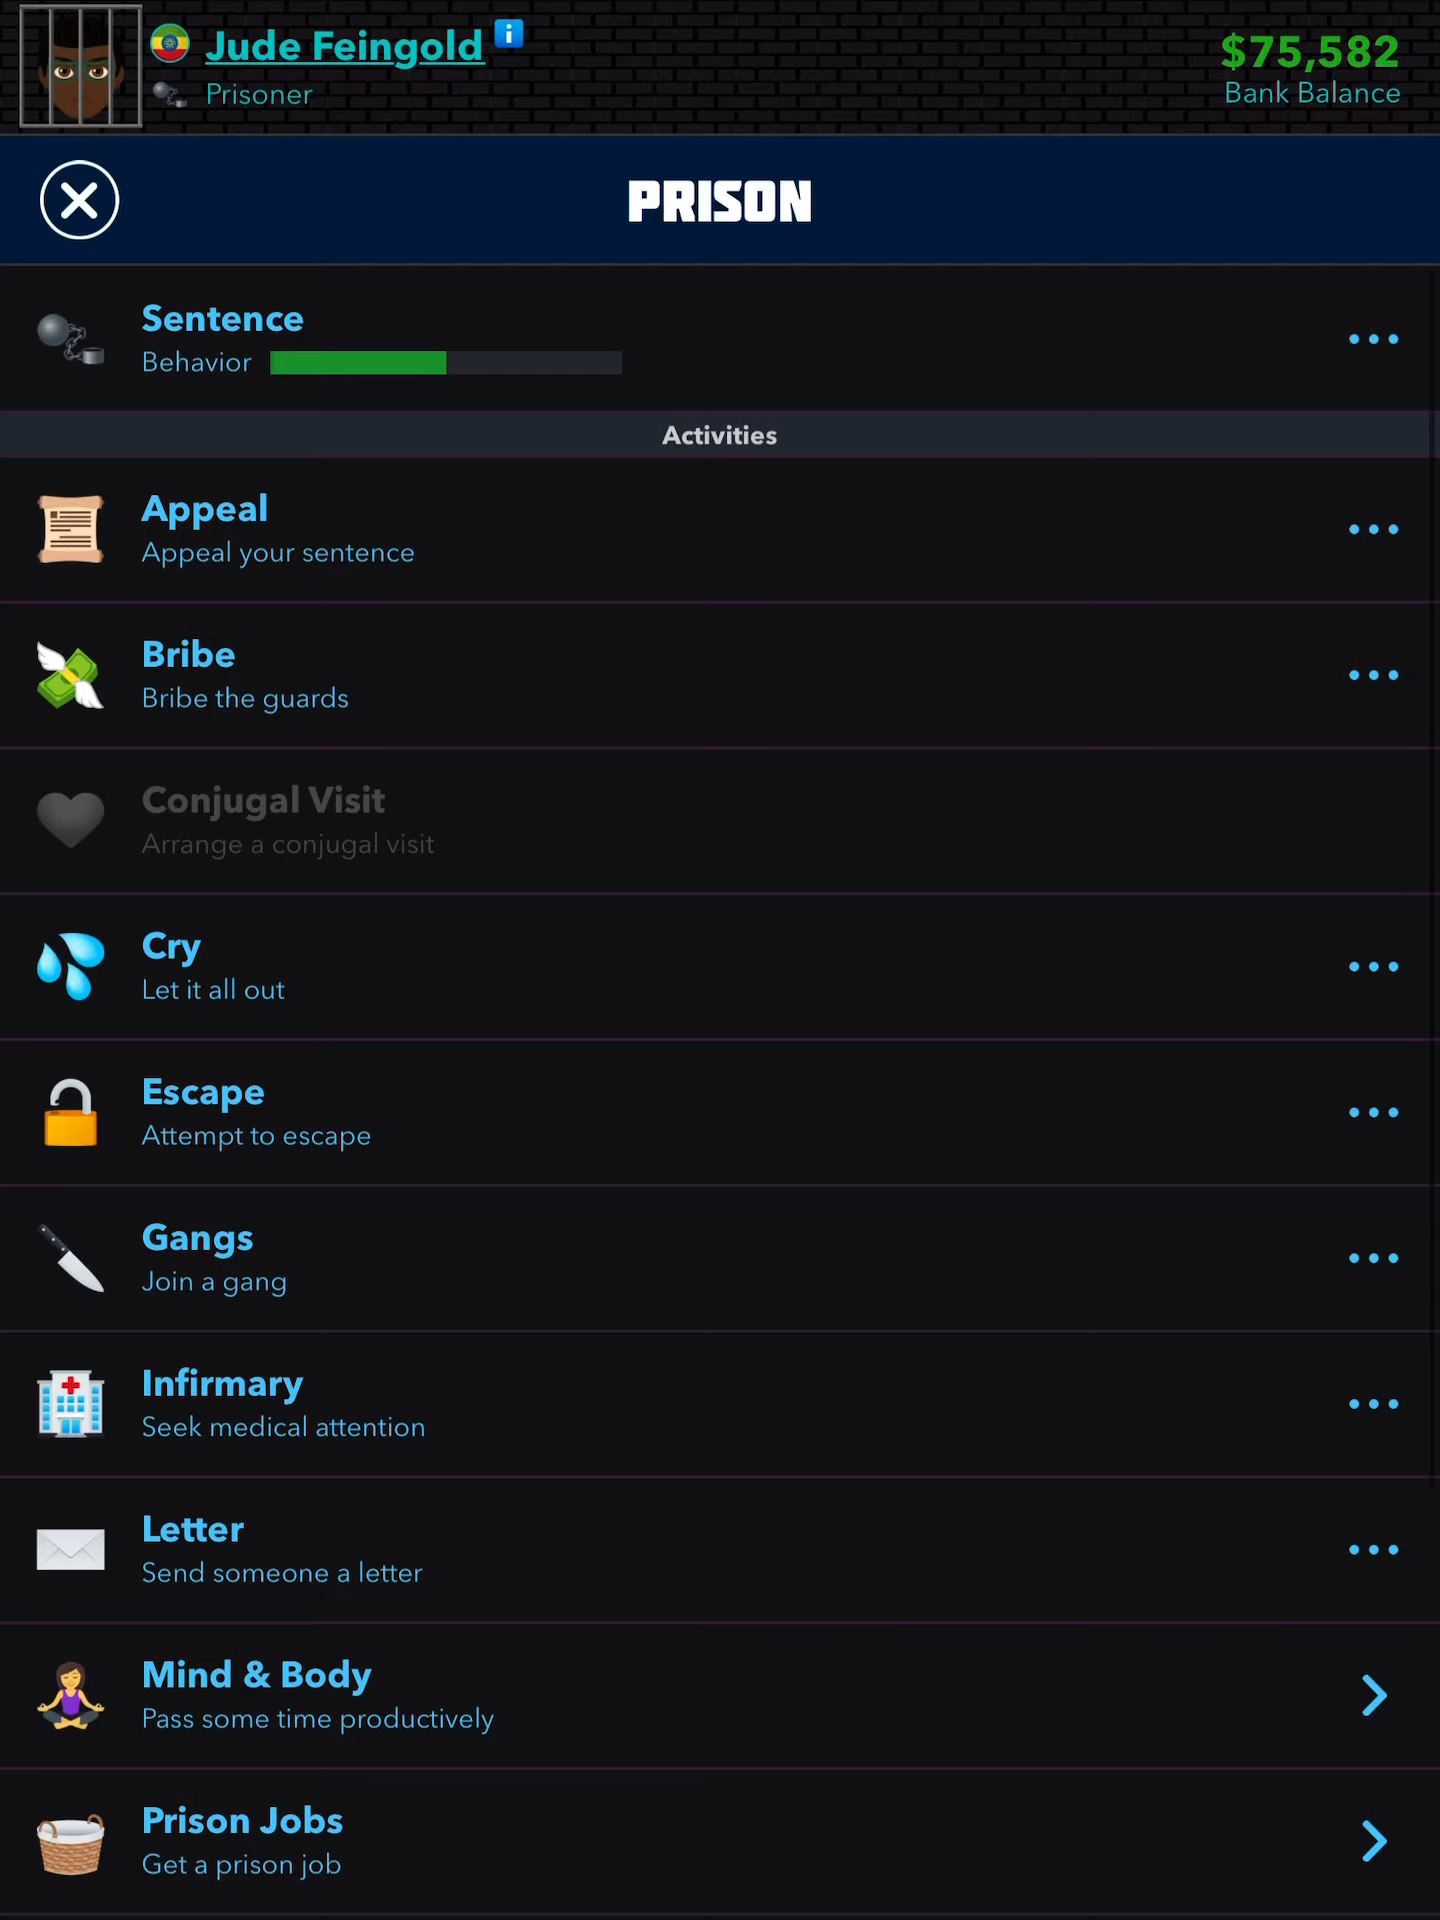 Jude Feingold
Prisoner
$75,582
Bank Balance
PRISON
Sentence
Behavior
Activities
Appeal
Appeal your sentence
Bribe
Bribe the guards
Conjugal Visit
Arrange a conjugal visit
Cry
Let it all out
Escape
Attempt to escape
Gangs
Join a gang
Infirmary
Seek medical attention
Letter
Send someone a letter
Mind & Body
Pass some time productively
Prison Jobs
Get a prison job